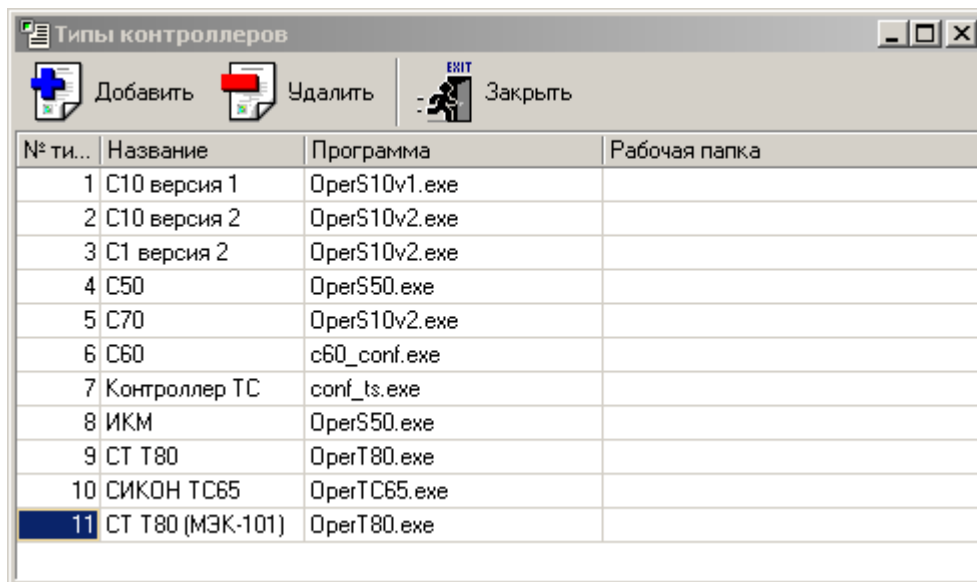 Типы контроллеров
Добавить Удалить EXIT Закрыть
№ ти... Название Программа Рабочая папка
1 С10 версия 1 OperS10v1.exe
2 С10 версия 2 OperS10v2.exe
3 С1 версия 2 OperS10v2.exe
4 С50 OperS50.exe
5 С70 OperS10v2.exe
6 С60 c60_conf.exe
7 Контроллер ТС conf_ts.exe
8 ИКМ OperS50.exe
9 СТ Т80 OperT80.exe
10 СИКОН ТС65 OperTC65.exe
11 СТ Т80 (МЭК-101) OperT80.exe